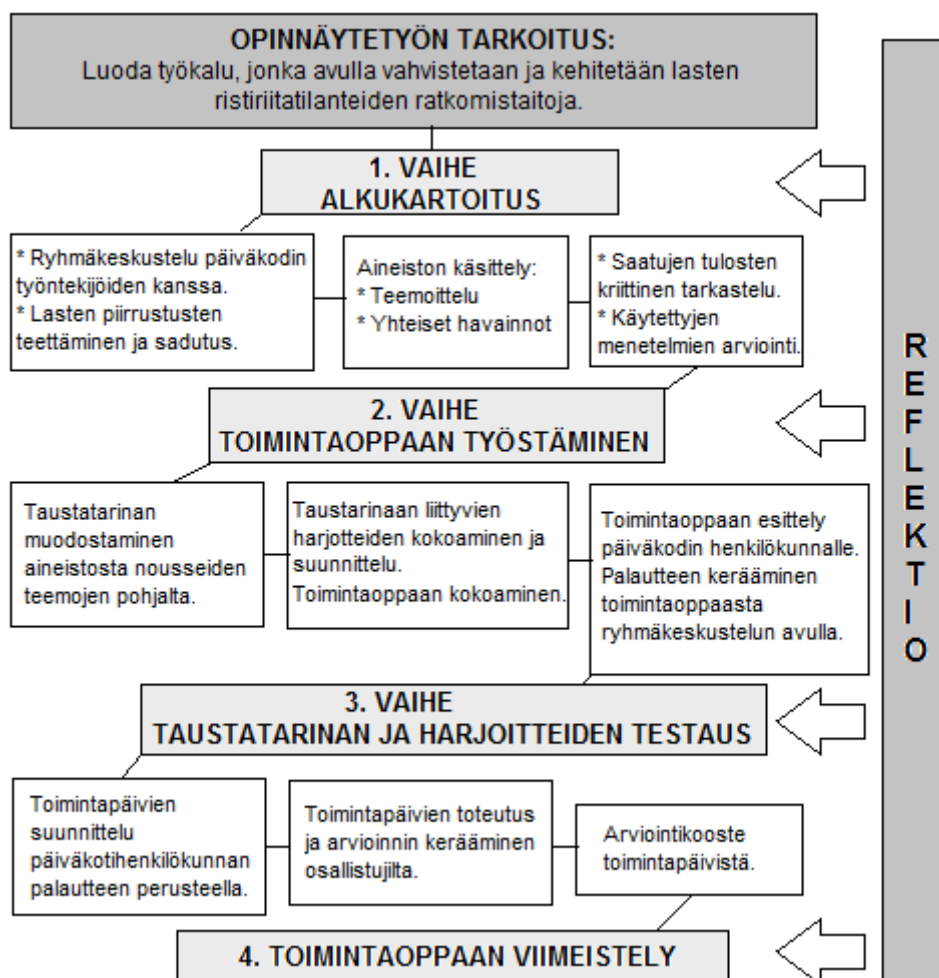 OPINNÄYTETYÖN TARKOITUS:
Luoda työkalu, jonka avulla vahvistetaan ja kehitetään lasten
ristiriitatilanteiden ratkomistaitoja.
1. VAIHE
ALKUKARTOITUS
* Ryhmäkeskustelu päiväkodin
työntekijöiden kanssa.
* Lasten piirrustusten
teettäminen ja sadutus.
Aineiston käsittely:
* Teemoittelu
* Yhteiset havainnot
* Saatujen tulosten
kriittinen tarkastelu.
* Käytettyjen
menetelmien arviointi.
2. VAIHE
TOIMINTAOPPAAN TYÖSTÄMINEN
Taustatarinan
muodostaminen
aineistosta nousseiden
teemojen pohjalta.
Taustarinaan liittyvien
harjotteiden kokoaminen ja
suunnittelu.
Toimintaoppaan kokoaminen.
Toimintaoppaan esittely
päiväkodin henkilökunnalle.
Palautteen kerääminen
toimintaoppaasta
ryhmäkeskustelun avulla.
3. VAIHE
TAUSTATARINAN JA HARJOITTEIDEN TESTAUS
Toimintapäivien
suunnittelu
päiväkotihenkilökunnan
palautteen perusteella.
Toimintapäivien toteutus
ja arvioinnin kerääminen
osallistujilta.
Arviointikooste
toimintapäivistä.
4. TOIMINTAOPPAAN VIIMEISTELY
REFLEKTIO